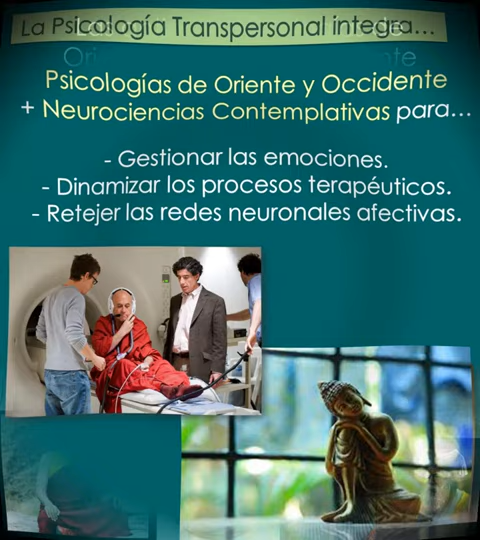 La Psicología Transpersonal integra...
Psicologías de Oriente y Occidente
+ Neurociencias Contemplativas para...
- Gestionar las emociones.
- Dinamizar los procesos terapéuticos.
- Retejer las redes neuronales afectivas.